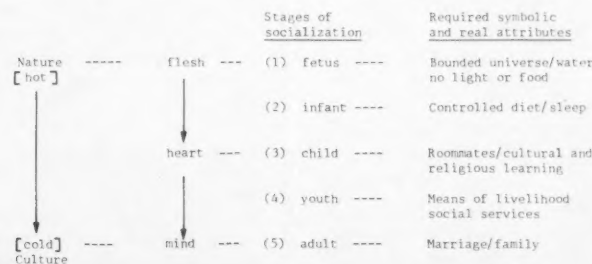 Stages of Required symbolic
socialization and real attributes
Nature ----- flesh --- (1) fetus ---- Bounded universe/water
[hot] no light or food
(2) infant ---- Controlled diet/sleep
heart --- (3) child ---- Roommates/cultural and
religious learning
(4) youth ---- Means of livelihood
social services
[cold] ---- mind --- (5) adult ---- Marriage/family
Culture